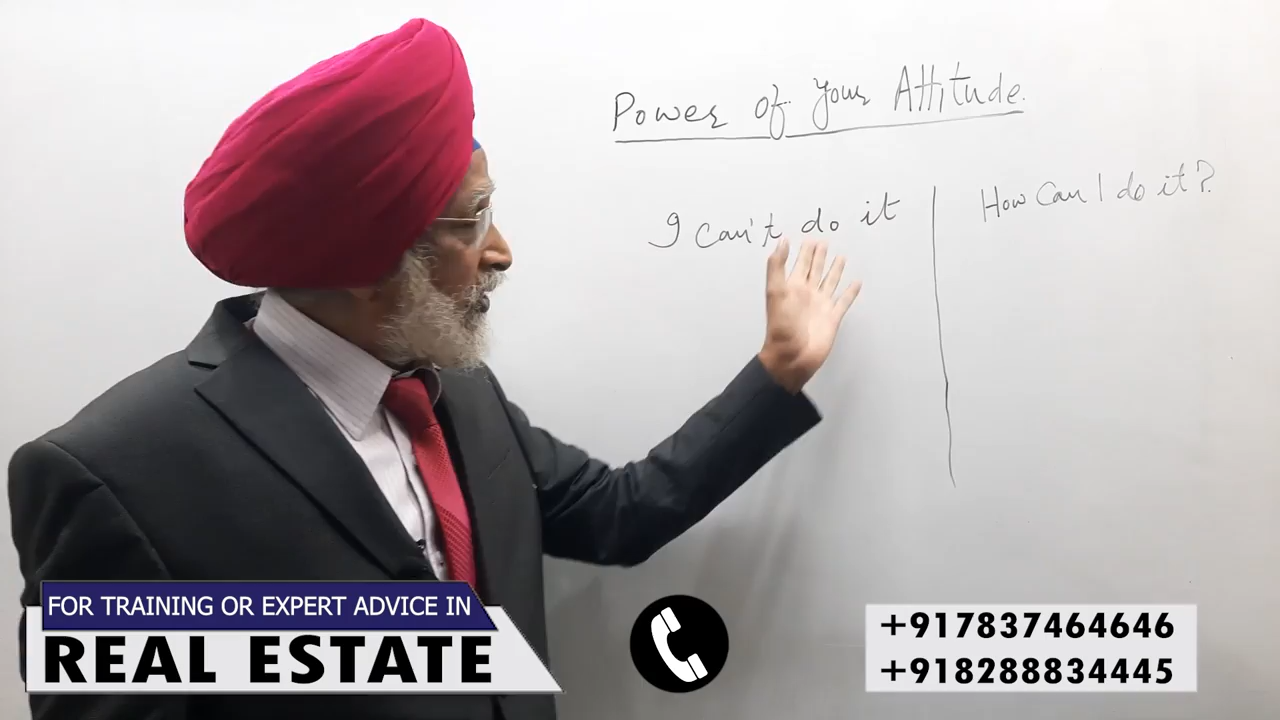 Power of Your Attitude.
I can't do it
How Can I do it?
FOR TRAINING OR EXPERT ADVICE IN
REAL ESTATE
+917837464646
+918288834445